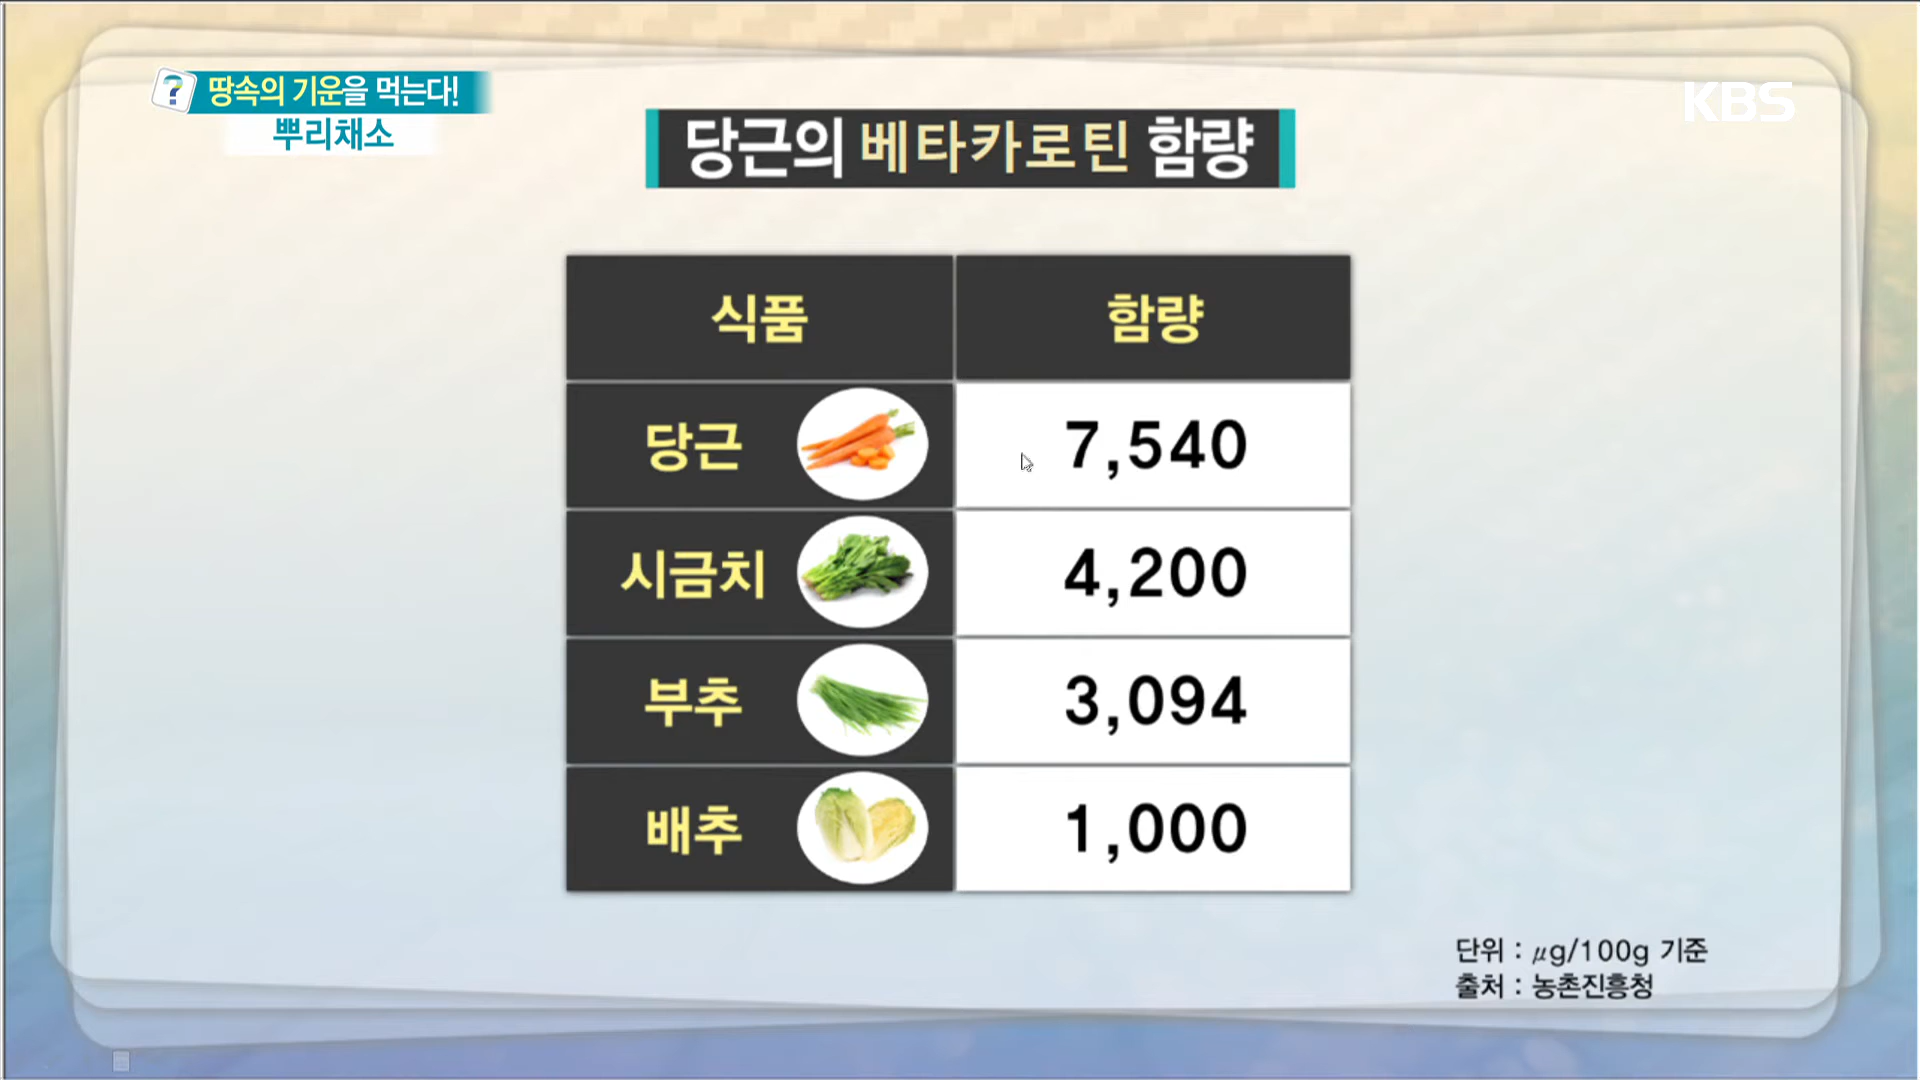 ? 땅속의 기운을 먹는다!
뿌리채소
KBS
당근의 베타카로틴 함량
식품 함량
당근 7,540
시금치 4,200
부추 3,094
배추 1,000
단위 : μg/100g 기준
출처 : 농촌진흥청